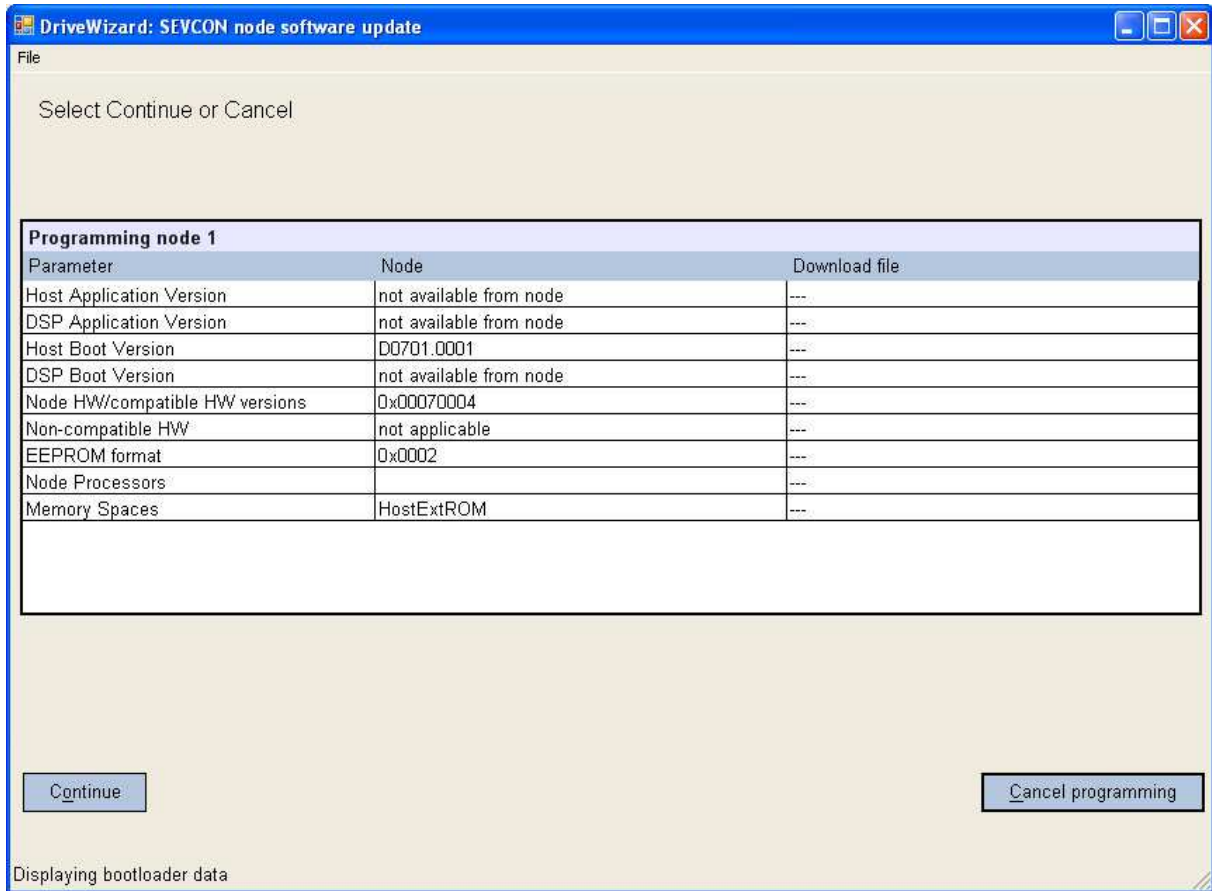 DriveWizard: SEVCON node software update
File
Select Continue or Cancel
Programming node 1
Parameter Node Download file
Host Application Version not available from node ---
DSP Application Version not available from node ---
Host Boot Version D0701.0001 ---
DSP Boot Version not available from node ---
Node HW/compatible HW versions 0x00070004 ---
Non-compatible HW not applicable ---
EEPROM format 0x0002 ---
Node Processors ---
Memory Spaces HostExtROM ---
Continue Cancel programming
Displaying bootloader data